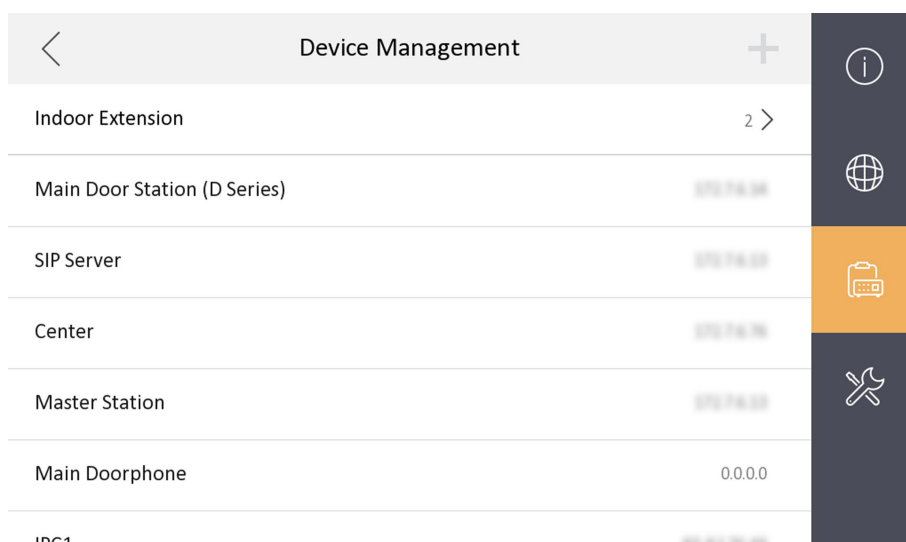 Device Management
Indoor Extension 2
Main Door Station (D Series)
SIP Server
Center
Master Station
Main Doorphone 0.0.0.0